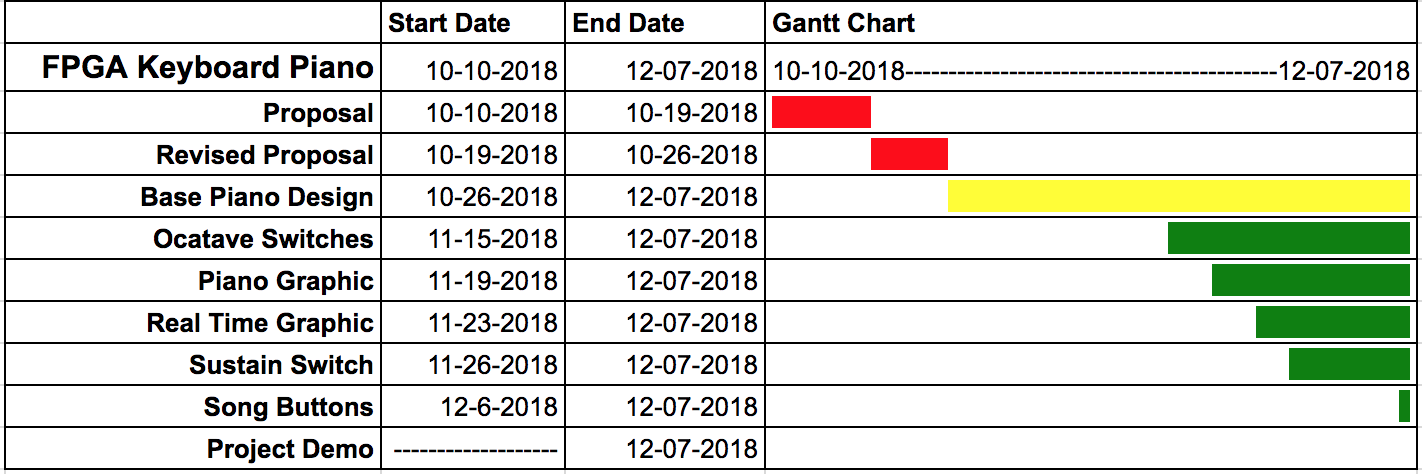 Start Date End Date Gantt Chart
FPGA Keyboard Piano 10-10-2018 12-07-2018 10-10-2018-------------------------------------------12-07-2018
Proposal 10-10-2018 10-19-2018
Revised Proposal 10-19-2018 10-26-2018
Base Piano Design 10-26-2018 12-07-2018
Ocatave Switches 11-15-2018 12-07-2018
Piano Graphic 11-19-2018 12-07-2018
Real Time Graphic 11-23-2018 12-07-2018
Sustain Switch 11-26-2018 12-07-2018
Song Buttons 12-6-2018 12-07-2018
Project Demo ------------------- 12-07-2018